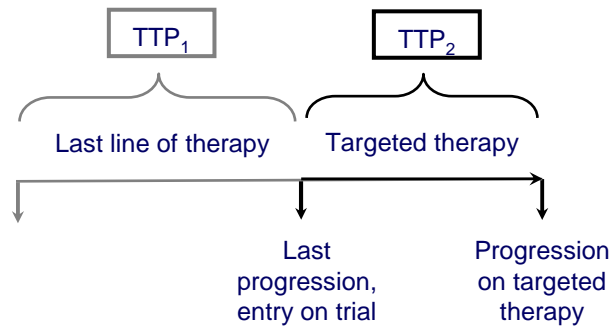 TTP₁
TTP₂
Last line of therapy
Targeted therapy
Last
progression,
entry on trial
Progression
on targeted
therapy